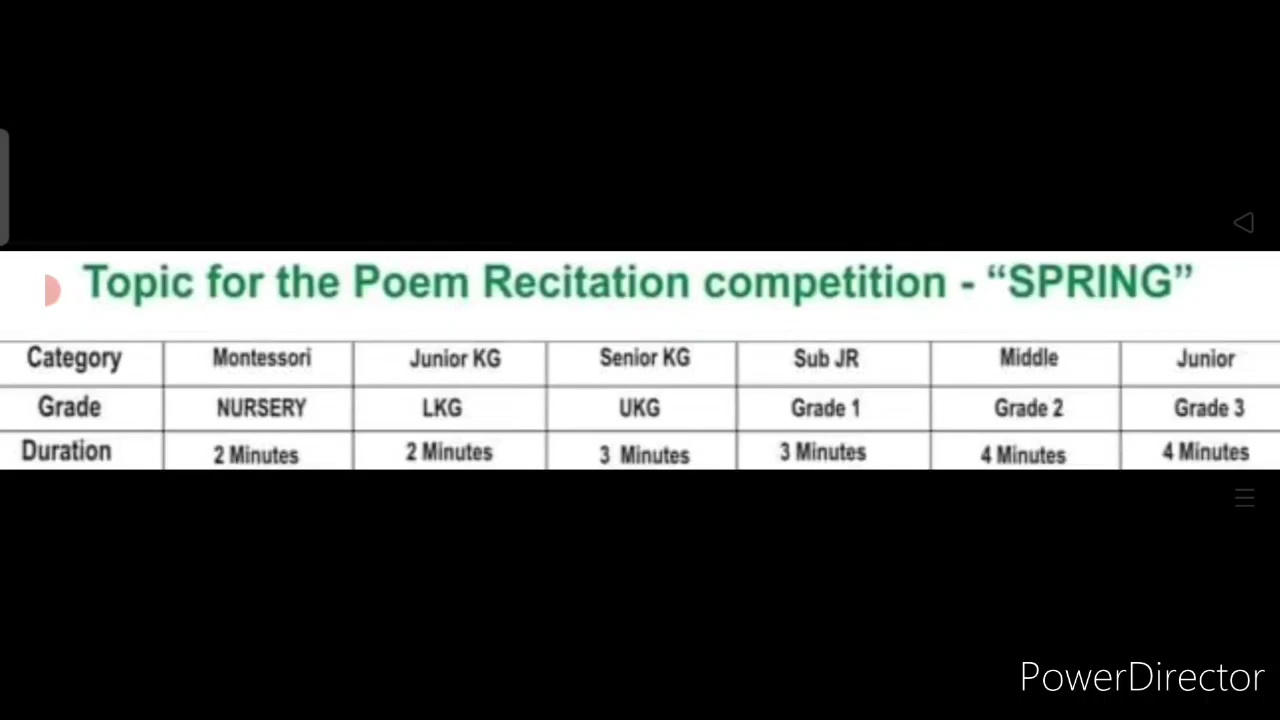 Topic for the Poem Recitation competition - “SPRING”
Category Montessori Junior KG Senior KG Sub JR Middle Junior
Grade NURSERY LKG UKG Grade 1 Grade 2 Grade 3
Duration 2 Minutes 2 Minutes 3 Minutes 3 Minutes 4 Minutes 4 Minutes
PowerDirector